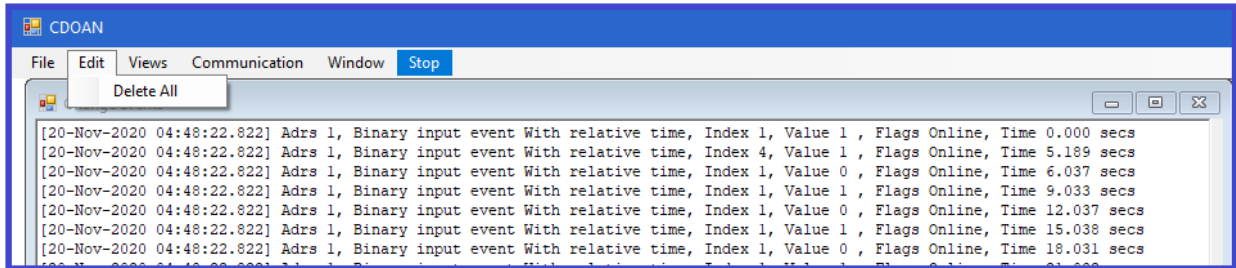 CDOAN
File Edit Views Communication Window Stop
Delete All
[20-Nov-2020 04:48:22.822] Adrs 1, Binary input event With relative time, Index 1, Value 1 , Flags Online, Time 0.000 secs
[20-Nov-2020 04:48:22.822] Adrs 1, Binary input event With relative time, Index 4, Value 1 , Flags Online, Time 5.189 secs
[20-Nov-2020 04:48:22.822] Adrs 1, Binary input event With relative time, Index 1, Value 0 , Flags Online, Time 6.037 secs
[20-Nov-2020 04:48:22.822] Adrs 1, Binary input event With relative time, Index 1, Value 1 , Flags Online, Time 9.033 secs
[20-Nov-2020 04:48:22.822] Adrs 1, Binary input event With relative time, Index 1, Value 0 , Flags Online, Time 12.037 secs
[20-Nov-2020 04:48:22.822] Adrs 1, Binary input event With relative time, Index 1, Value 1 , Flags Online, Time 15.038 secs
[20-Nov-2020 04:48:22.822] Adrs 1, Binary input event With relative time, Index 1, Value 0 , Flags Online, Time 18.031 secs